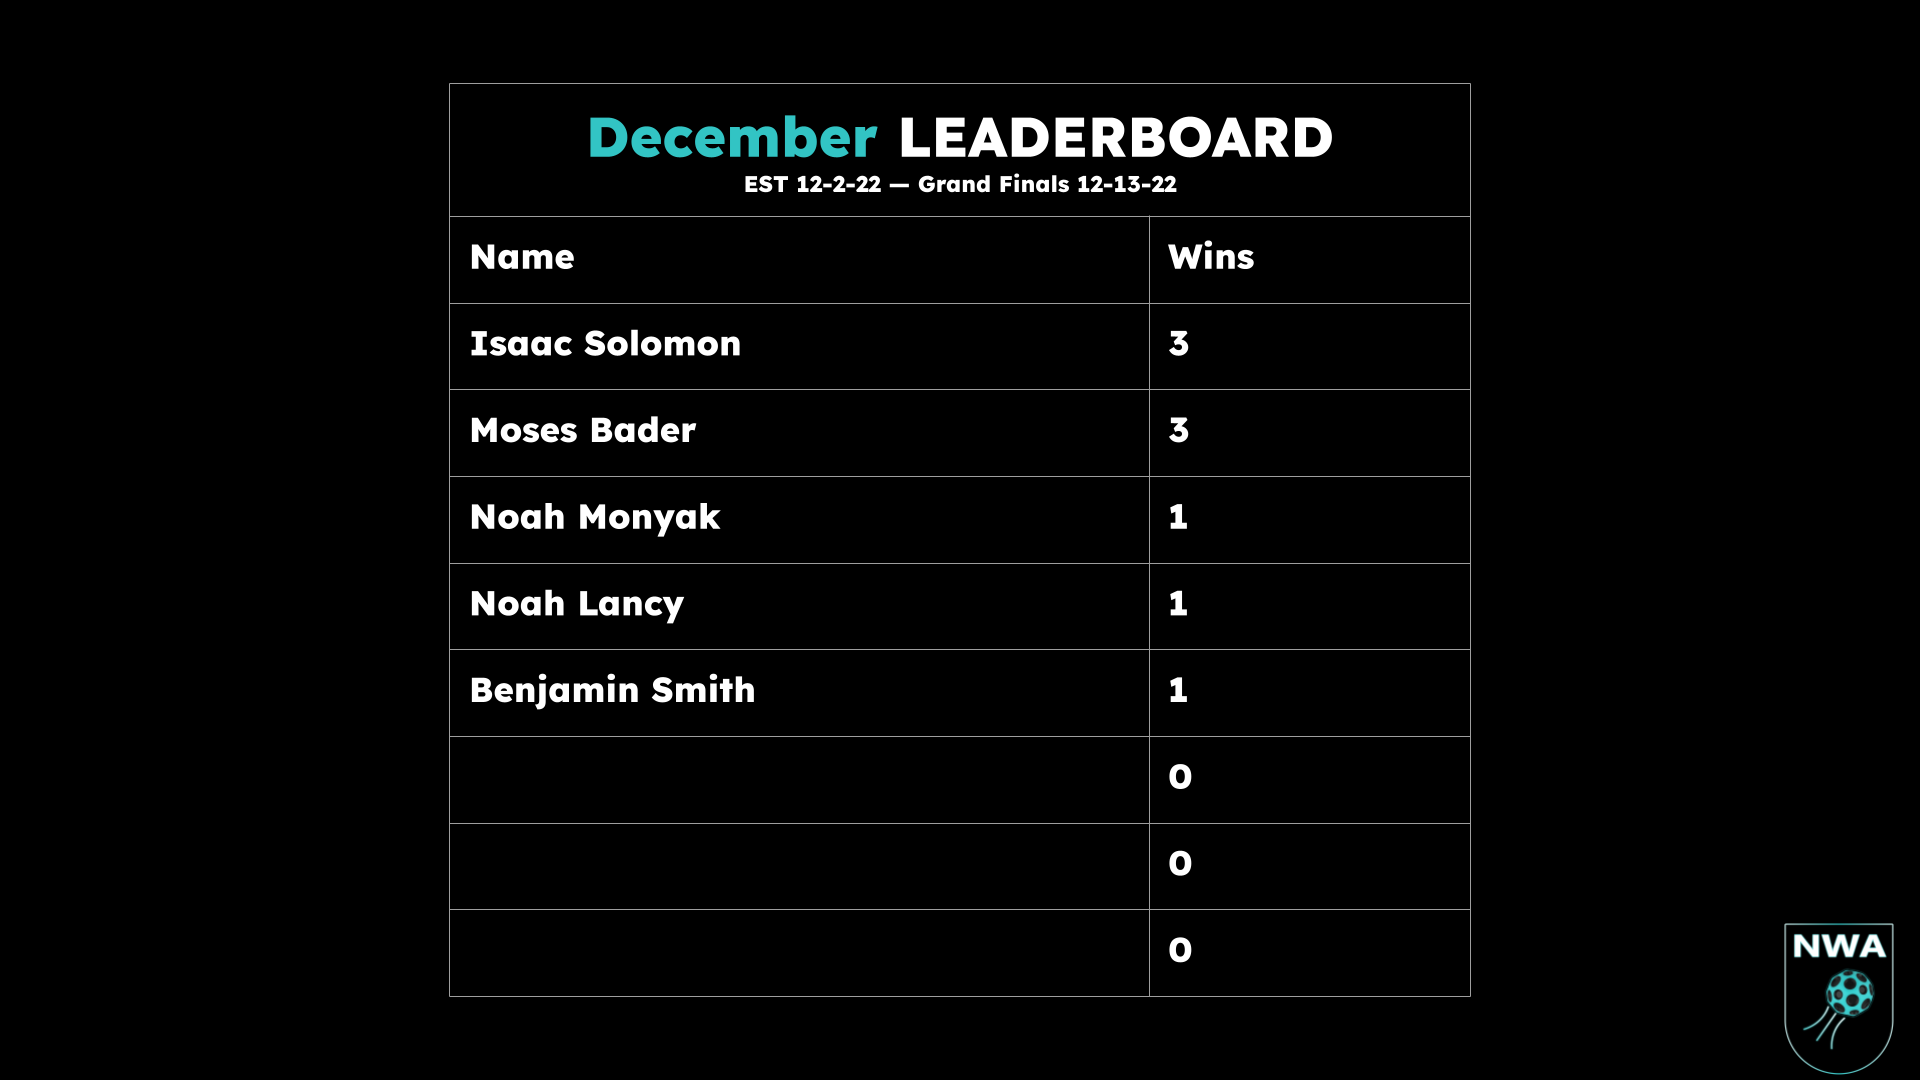 December LEADERBOARD
EST 12-2-22 — Grand Finals 12-13-22
Name Wins
Isaac Solomon 3
Moses Bader 3
Noah Monyak 1
Noah Lancy 1
Benjamin Smith 1
0
0
0
NWA